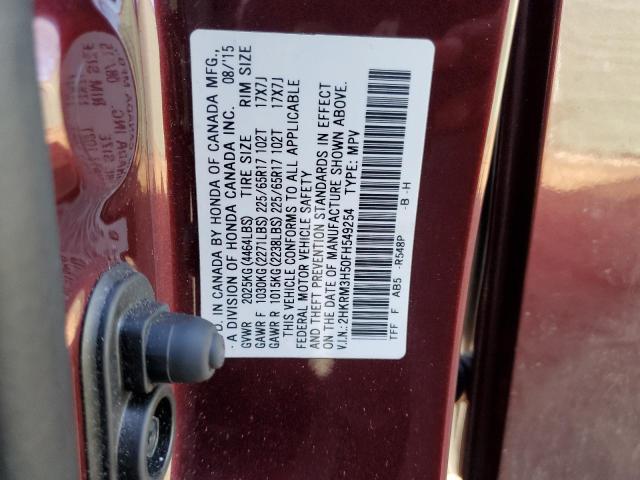 D. IN CANADA BY HONDA OF CANADA MFG.,
- A DIVISION OF HONDA CANADA INC. 08/'15
GVWR 2025KG(4464LBS) TIRE SIZE RIM SIZE
GAWR F 1030KG(2271LBS) 225/65R17 102T 17X7J
GAWR R 1015KG(2238LBS) 225/65R17 102T 17X7J
THIS VEHICLE CONFORMS TO ALL APPLICABLE
FEDERAL MOTOR VEHICLE SAFETY
AND THEFT PREVENTION STANDARDS IN EFFECT
ON THE DATE OF MANUFACTURE SHOWN ABOVE.
V.I.N.: 2HKRM3H50FH549254 TYPE: MPV
TFF F AB5 -R548P -B -H